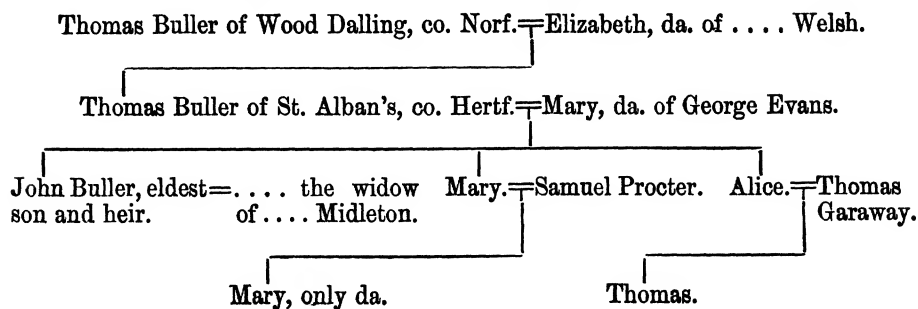 Thomas Buller of Wood Dalling, co. Norf.=Elizabeth, da. of .... Welsh.
Thomas Buller of St. Alban's, co. Hertf.=Mary, da. of George Evans.
John Buller, eldest=.... the widow Mary.=Samuel Procter. Alice.=Thomas
son and heir. of .... Midleton. Garaway.
Mary, only da. Thomas.